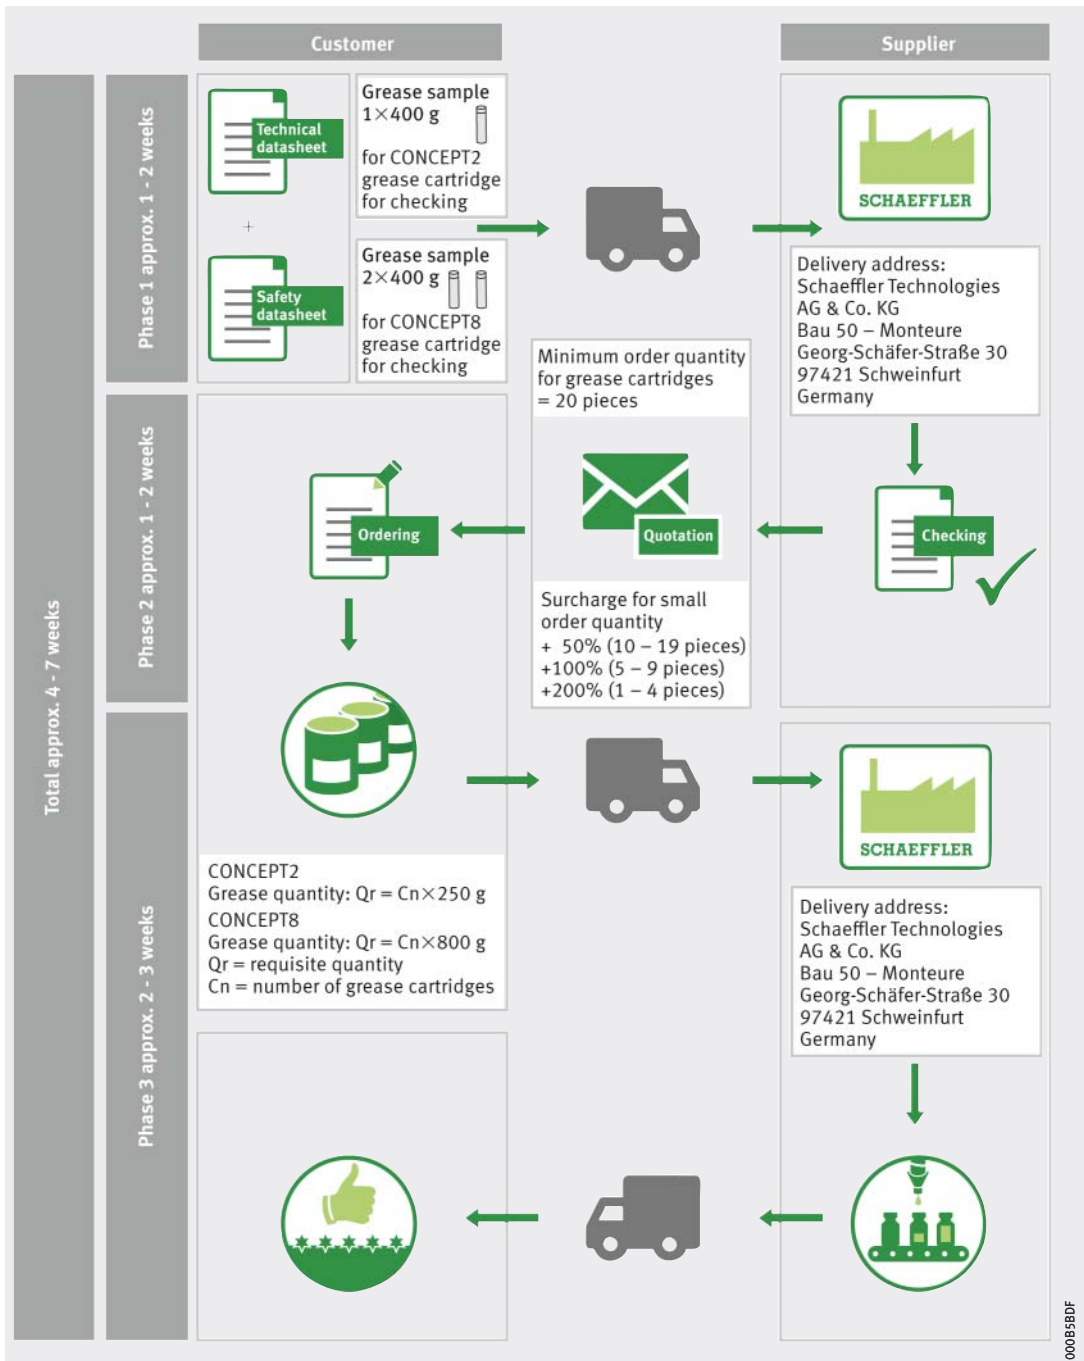 Customer
Supplier
Total approx. 4 - 7 weeks
Phase 1 approx. 1 - 2 weeks
Technical
datasheet
+
Safety
datasheet
Grease sample
1×400 g
for CONCEPT2
grease cartridge
for checking
Grease sample
2×400 g
for CONCEPT8
grease cartridge
for checking
SCHAEFFLER
Delivery address:
Schaeffler Technologies
AG & Co. KG
Bau 50 – Monteure
Georg-Schäfer-Straße 30
97421 Schweinfurt
Germany
Phase 2 approx. 1 - 2 weeks
Checking
Minimum order quantity
for grease cartridges
= 20 pieces
Quotation
Surcharge for small
order quantity
+ 50% (10 – 19 pieces)
+100% (5 – 9 pieces)
+200% (1 – 4 pieces)
Ordering
Phase 3 approx. 2 - 3 weeks
CONCEPT2
Grease quantity: Qr = Cn×250 g
CONCEPT8
Grease quantity: Qr = Cn×800 g
Qr = requisite quantity
Cn = number of grease cartridges
SCHAEFFLER
Delivery address:
Schaeffler Technologies
AG & Co. KG
Bau 50 – Monteure
Georg-Schäfer-Straße 30
97421 Schweinfurt
Germany
000B5BDF